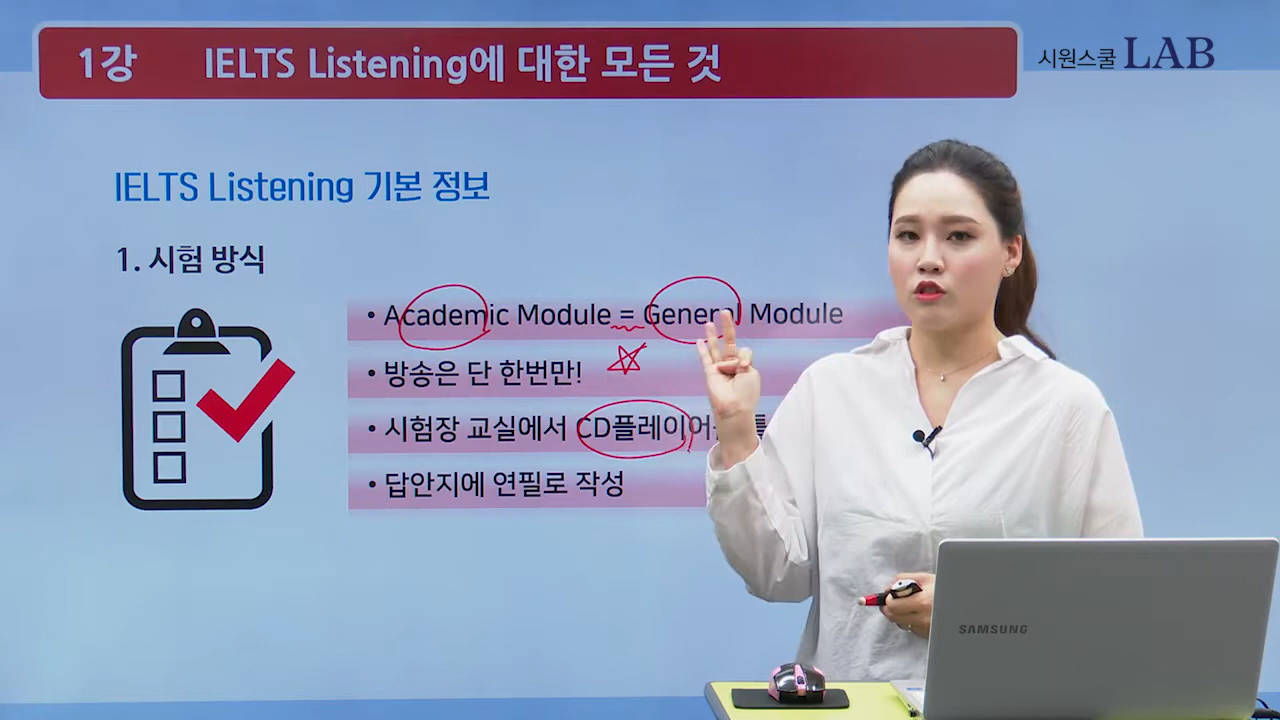 1강 IELTS Listening에 대한 모든 것
시원스쿨 LAB
IELTS Listening 기본 정보
1. 시험 방식
• Academic Module = General Module
• 방송은 단 한번만!
• 시험장 교실에서 CD플레이어
• 답안지에 연필로 작성
SAMSUNG